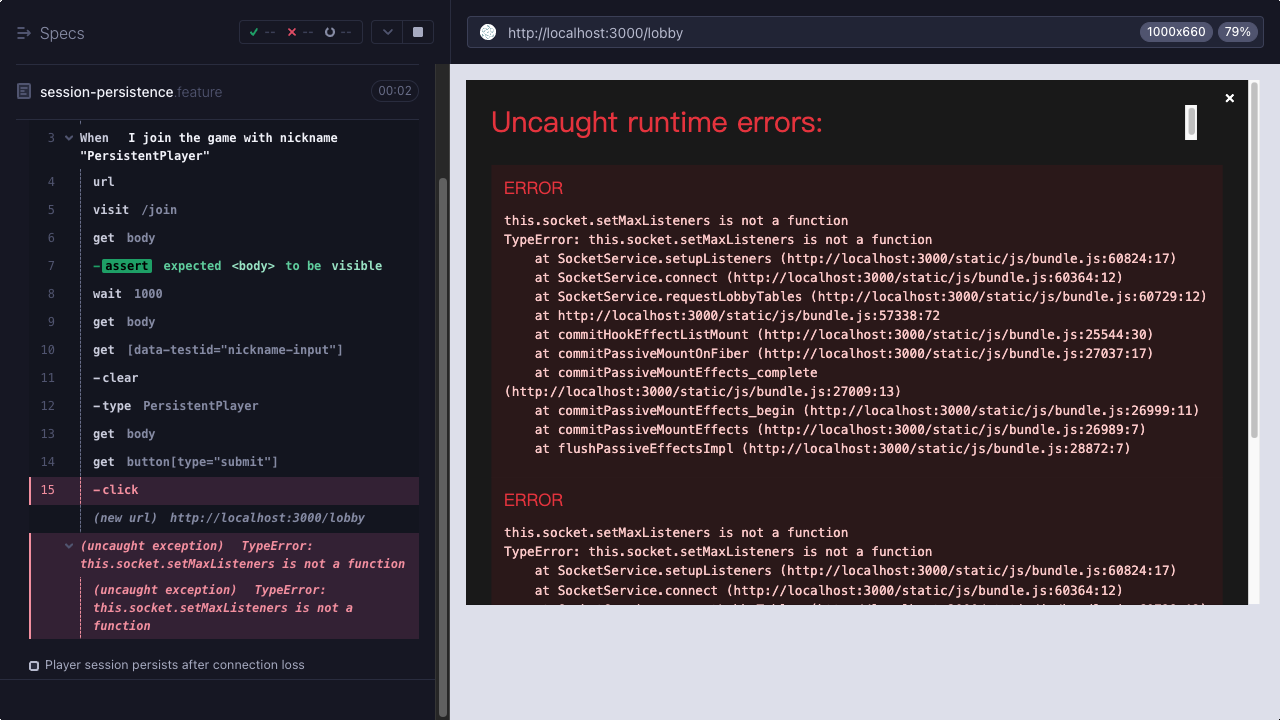 Specs
--
--
--
http://localhost:3000/lobby
1000x660
79%
session-persistence.feature
00:02
3 When I join the game with nickname
"PersistentPlayer"
4 url
5 visit /join
6 get body
7 -assert expected <body> to be visible
8 wait 1000
9 get body
10 get [data-testid="nickname-input"]
11 -clear
12 -type PersistentPlayer
13 get body
14 get button[type="submit"]
15 -click
(new url) http://localhost:3000/lobby
(uncaught exception) TypeError:
this.socket.setMaxListeners is not a function
(uncaught exception) TypeError:
this.socket.setMaxListeners is not a
function
Player session persists after connection loss
×
Uncaught runtime errors:
ERROR
this.socket.setMaxListeners is not a function
TypeError: this.socket.setMaxListeners is not a function
at SocketService.setupListeners (http://localhost:3000/static/js/bundle.js:60824:17)
at SocketService.connect (http://localhost:3000/static/js/bundle.js:60364:12)
at SocketService.requestLobbyTables (http://localhost:3000/static/js/bundle.js:60729:12)
at http://localhost:3000/static/js/bundle.js:57338:72
at commitHookEffectListMount (http://localhost:3000/static/js/bundle.js:25544:30)
at commitPassiveMountOnFiber (http://localhost:3000/static/js/bundle.js:27037:17)
at commitPassiveMountEffects_complete
(http://localhost:3000/static/js/bundle.js:27009:13)
at commitPassiveMountEffects_begin (http://localhost:3000/static/js/bundle.js:26999:11)
at commitPassiveMountEffects (http://localhost:3000/static/js/bundle.js:26989:7)
at flushPassiveEffectsImpl (http://localhost:3000/static/js/bundle.js:28872:7)
ERROR
this.socket.setMaxListeners is not a function
TypeError: this.socket.setMaxListeners is not a function
at SocketService.setupListeners (http://localhost:3000/static/js/bundle.js:60824:17)
at SocketService.connect (http://localhost:3000/static/js/bundle.js:60364:12)